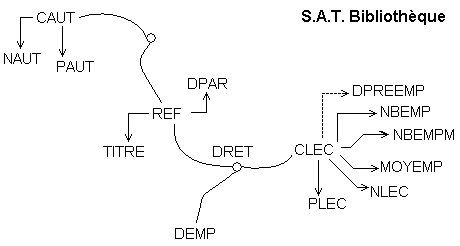 CAUT
S.A.T. Bibliothèque
NAUT
PAUT
DPAR
DPREEMP
REF
NBEMP
TITRE
DRET
CLEC
NBEMPM
MOYEMP
NLEC
PLEC
DEMP